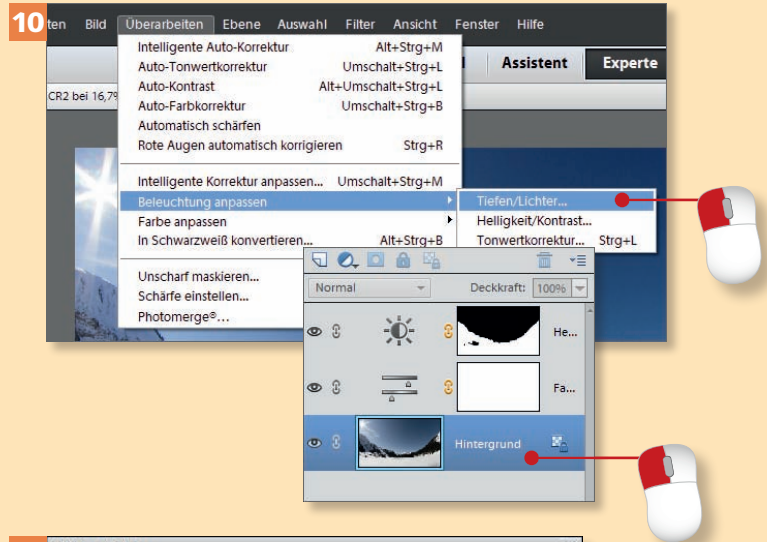 10
ten Bild Überarbeiten Ebene Auswahl Filter Ansicht Fenster Hilfe
Intelligente Auto-Korrektur Alt+Strg+M
Auto-Tonwertkorrektur Umschalt+Strg+L
Auto-Kontrast Alt+Umschalt+Strg+L
Auto-Farbkorrektur Umschalt+Strg+B
Automatisch schärfen
Rote Augen automatisch korrigieren Strg+R
Assistent Experte
CR2 bei 16,7%
Intelligente Korrektur anpassen... Umschalt+Strg+M
Beleuchtung anpassen
Farbe anpassen
In Schwarzweiß konvertieren... Alt+Strg+B
Tiefen/Lichter...
Helligkeit/Kontrast...
Tonwertkorrektur... Strg+L
Unscharf maskieren...
Schärfe einstellen...
Photomerge®...
Normal Deckkraft: 100%
He...
Fa...
Hintergrund